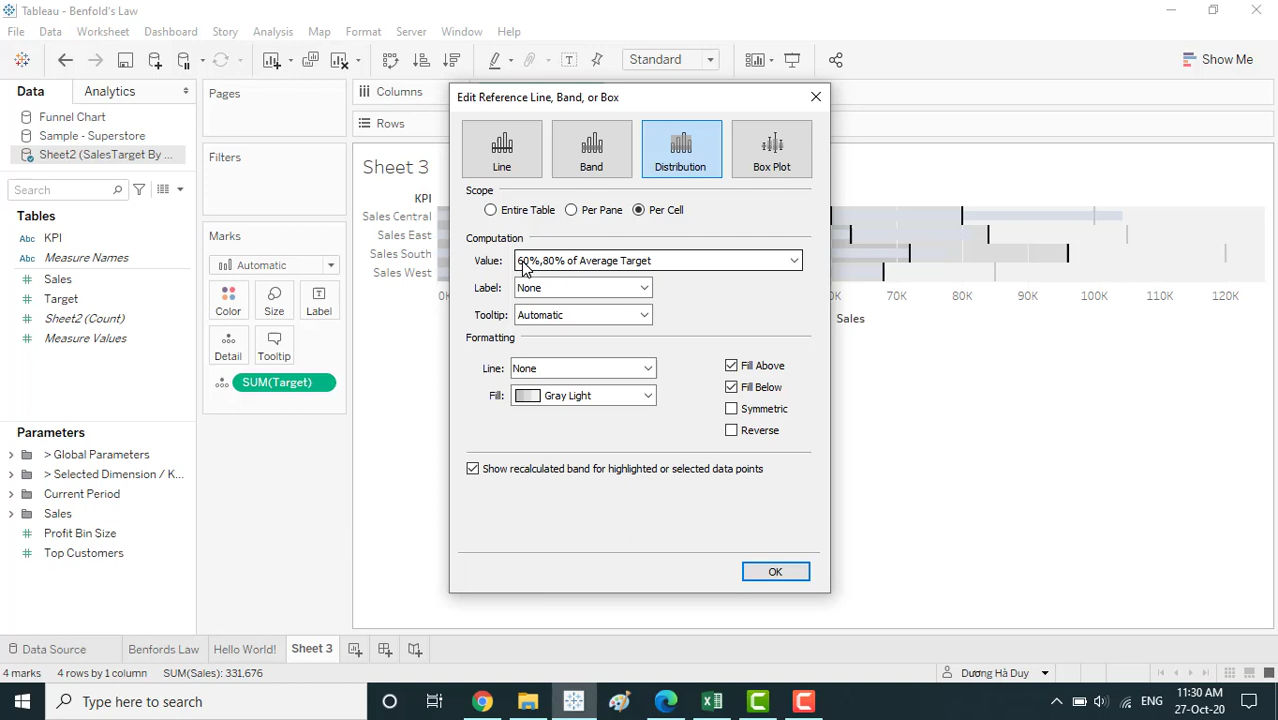 Tableau - Benfold's Law
File Data Worksheet Dashboard Story Analysis Map Format Server Window Help
Standard
Show Me
Data Analytics
Funnel Chart
Sample - Superstore
Sheet2 (SalesTarget By ...
Search
Tables
Abc KPI
Abc Measure Names
# Sales
# Target
# Sheet2 (Count)
# Measure Values
Parameters
> Global Parameters
> Selected Dimension / K...
Current Period
Sales
# Profit Bin Size
# Top Customers
Pages
Filters
Marks
Automatic
Color Size Label
Detail Tooltip
SUM(Target)
Columns
Rows
Sheet 3
KPI
Sales Central
Sales East
Sales South
Sales West
0K 70K 80K 90K 100K 110K 120K
Sales
Edit Reference Line, Band, or Box
Line Band Distribution Box Plot
Scope
Entire Table Per Pane Per Cell
Computation
Value: 60%,80% of Average Target
Label: None
Tooltip: Automatic
Formatting
Line: None
Fill: Gray Light
Fill Above
Fill Below
Symmetric
Reverse
Show recalculated band for highlighted or selected data points
OK
Data Source Benfords Law Hello World! Sheet 3
4 marks 4 rows by 1 column SUM(Sales): 331,676
Dương Hà Duy
Type here to search
ENG
11:30 AM
27-Oct-20